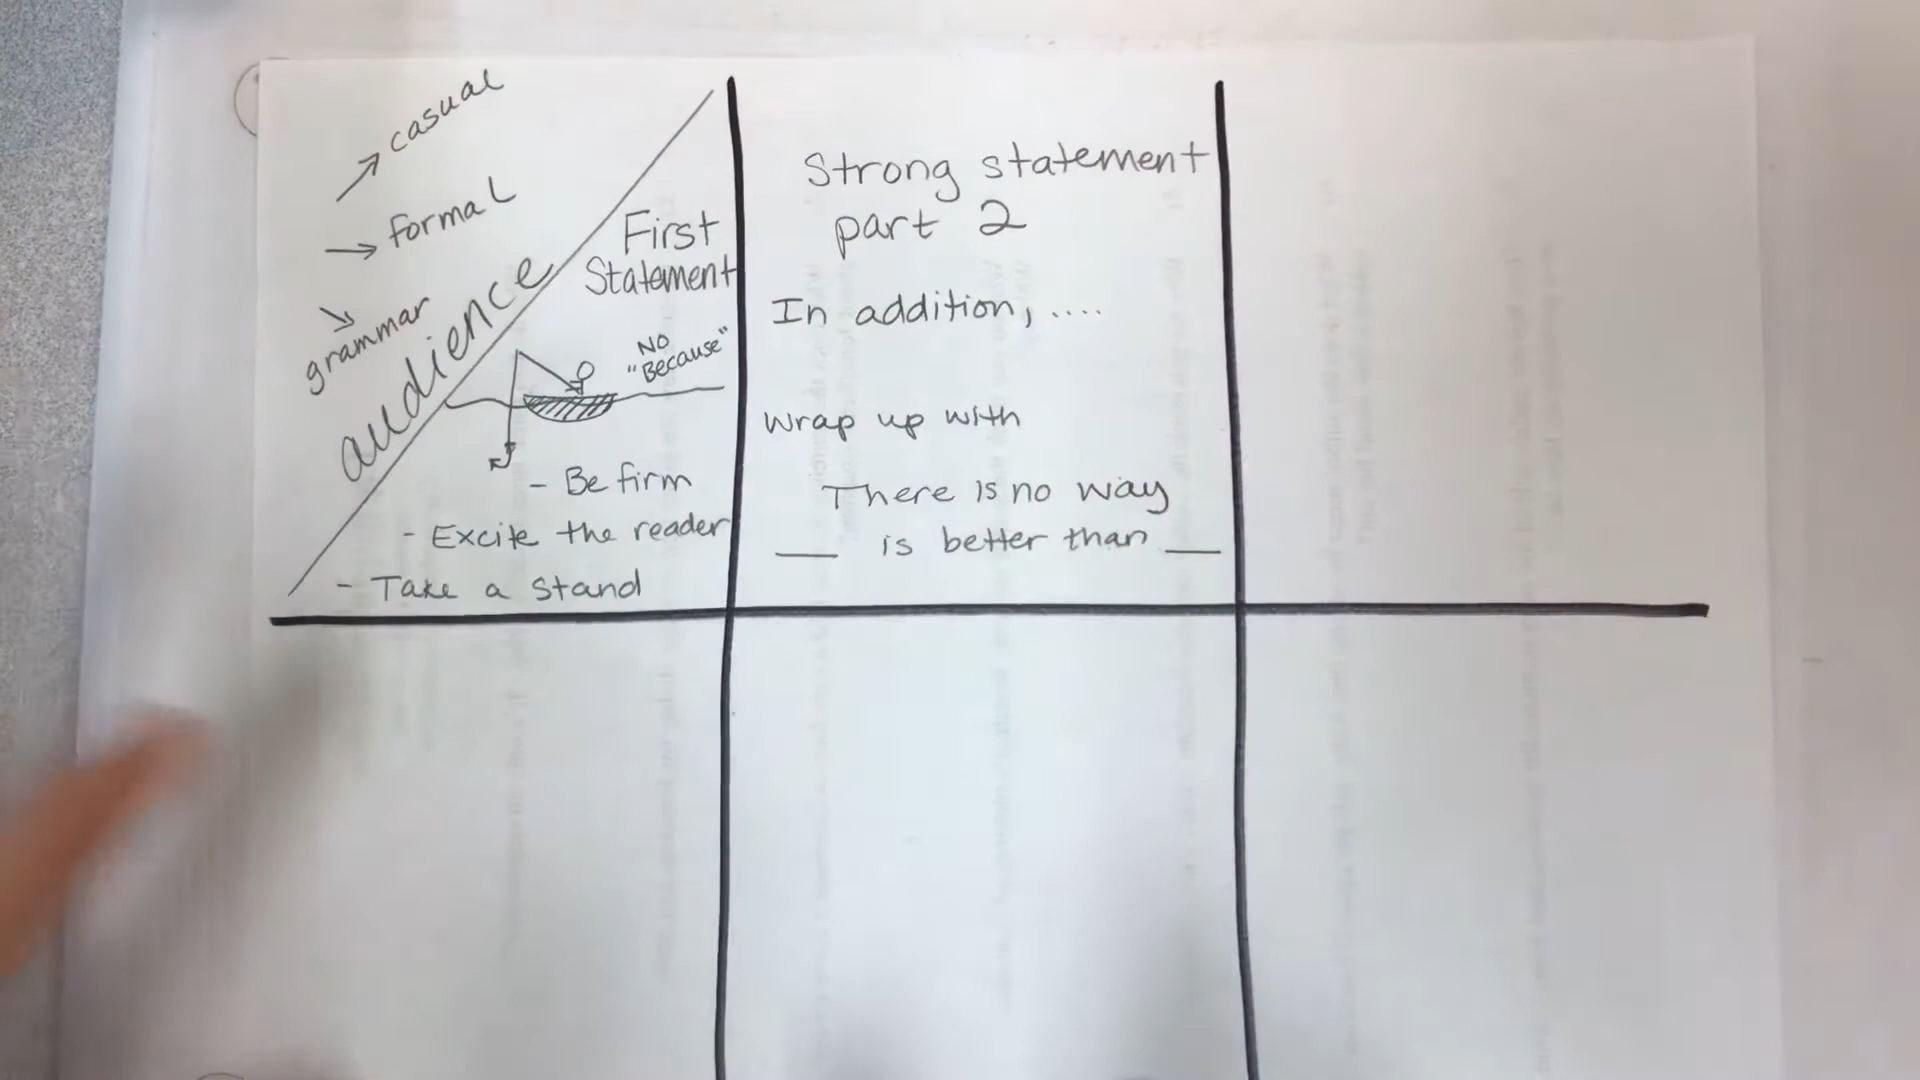 casual
formal
grammar
audience
First
Statement
NO
"Because"
- Be firm
- Excite the reader
- Take a stand
Strong statement
part 2
In addition, ....
wrap up with
There is no way
___ is better than ___